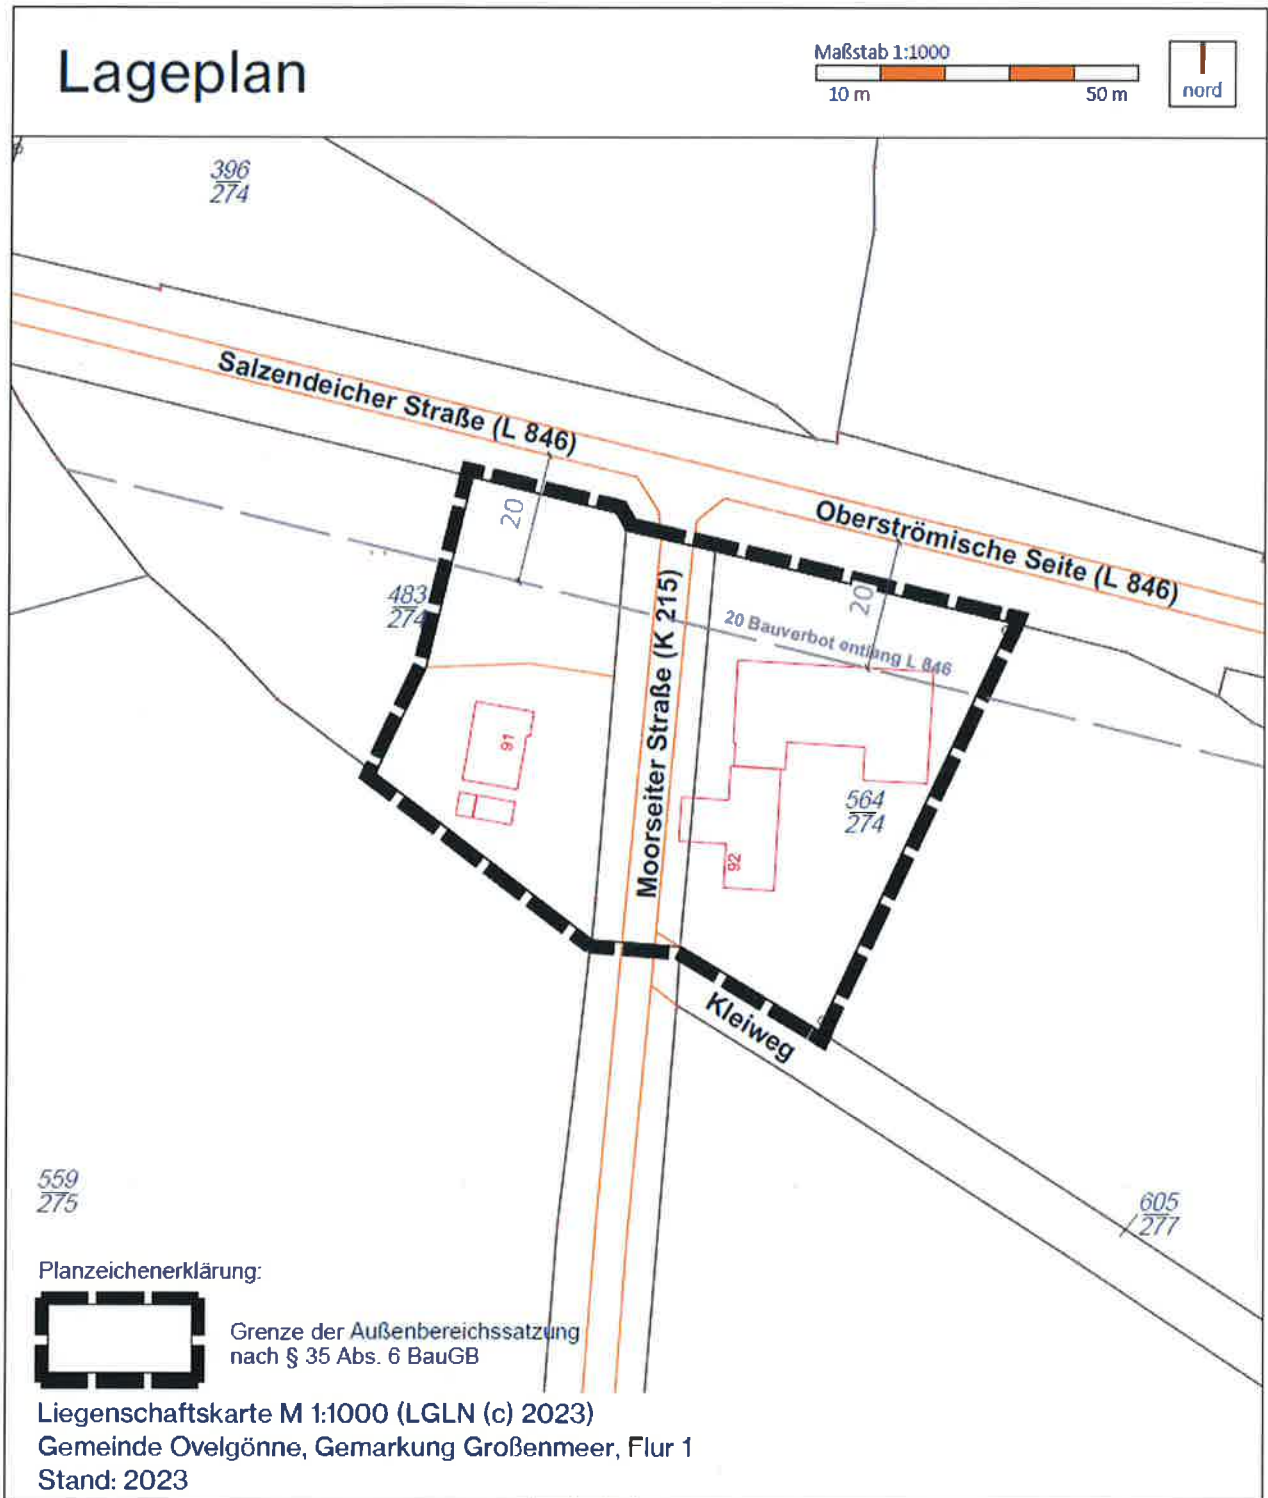 Lageplan
Maßstab 1:1000
10 m
50 m
nord
396
274
Salzendeicher Straße (L 846)
Oberströmische Seite (L 846)
20
20
483
274
20 Bauverbot entlang L 846
Moorseiter Straße (K 215)
91
564
274
92
Kleiweg
559
275
605
277
Planzeichenerklärung:
Grenze der Außenbereichssatzung
nach § 35 Abs. 6 BauGB
Liegenschaftskarte M 1:1000 (LGLN (c) 2023)
Gemeinde Ovelgönne, Gemarkung Großenmeer, Flur 1
Stand: 2023